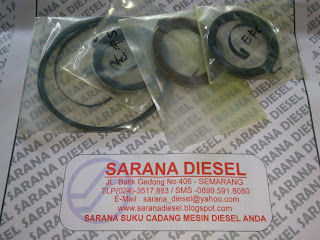 SARANA DIESEL
JL. Batik Gedong No.406 - SEMARANG
TLP(024)-3517.883 / SMS -0899.591.8080
E-Mail : sarana_diesel@yahoo.com
www.saranadiesel.blogspot.com
SARANA SUKU CADANG MESIN DIESEL ANDA